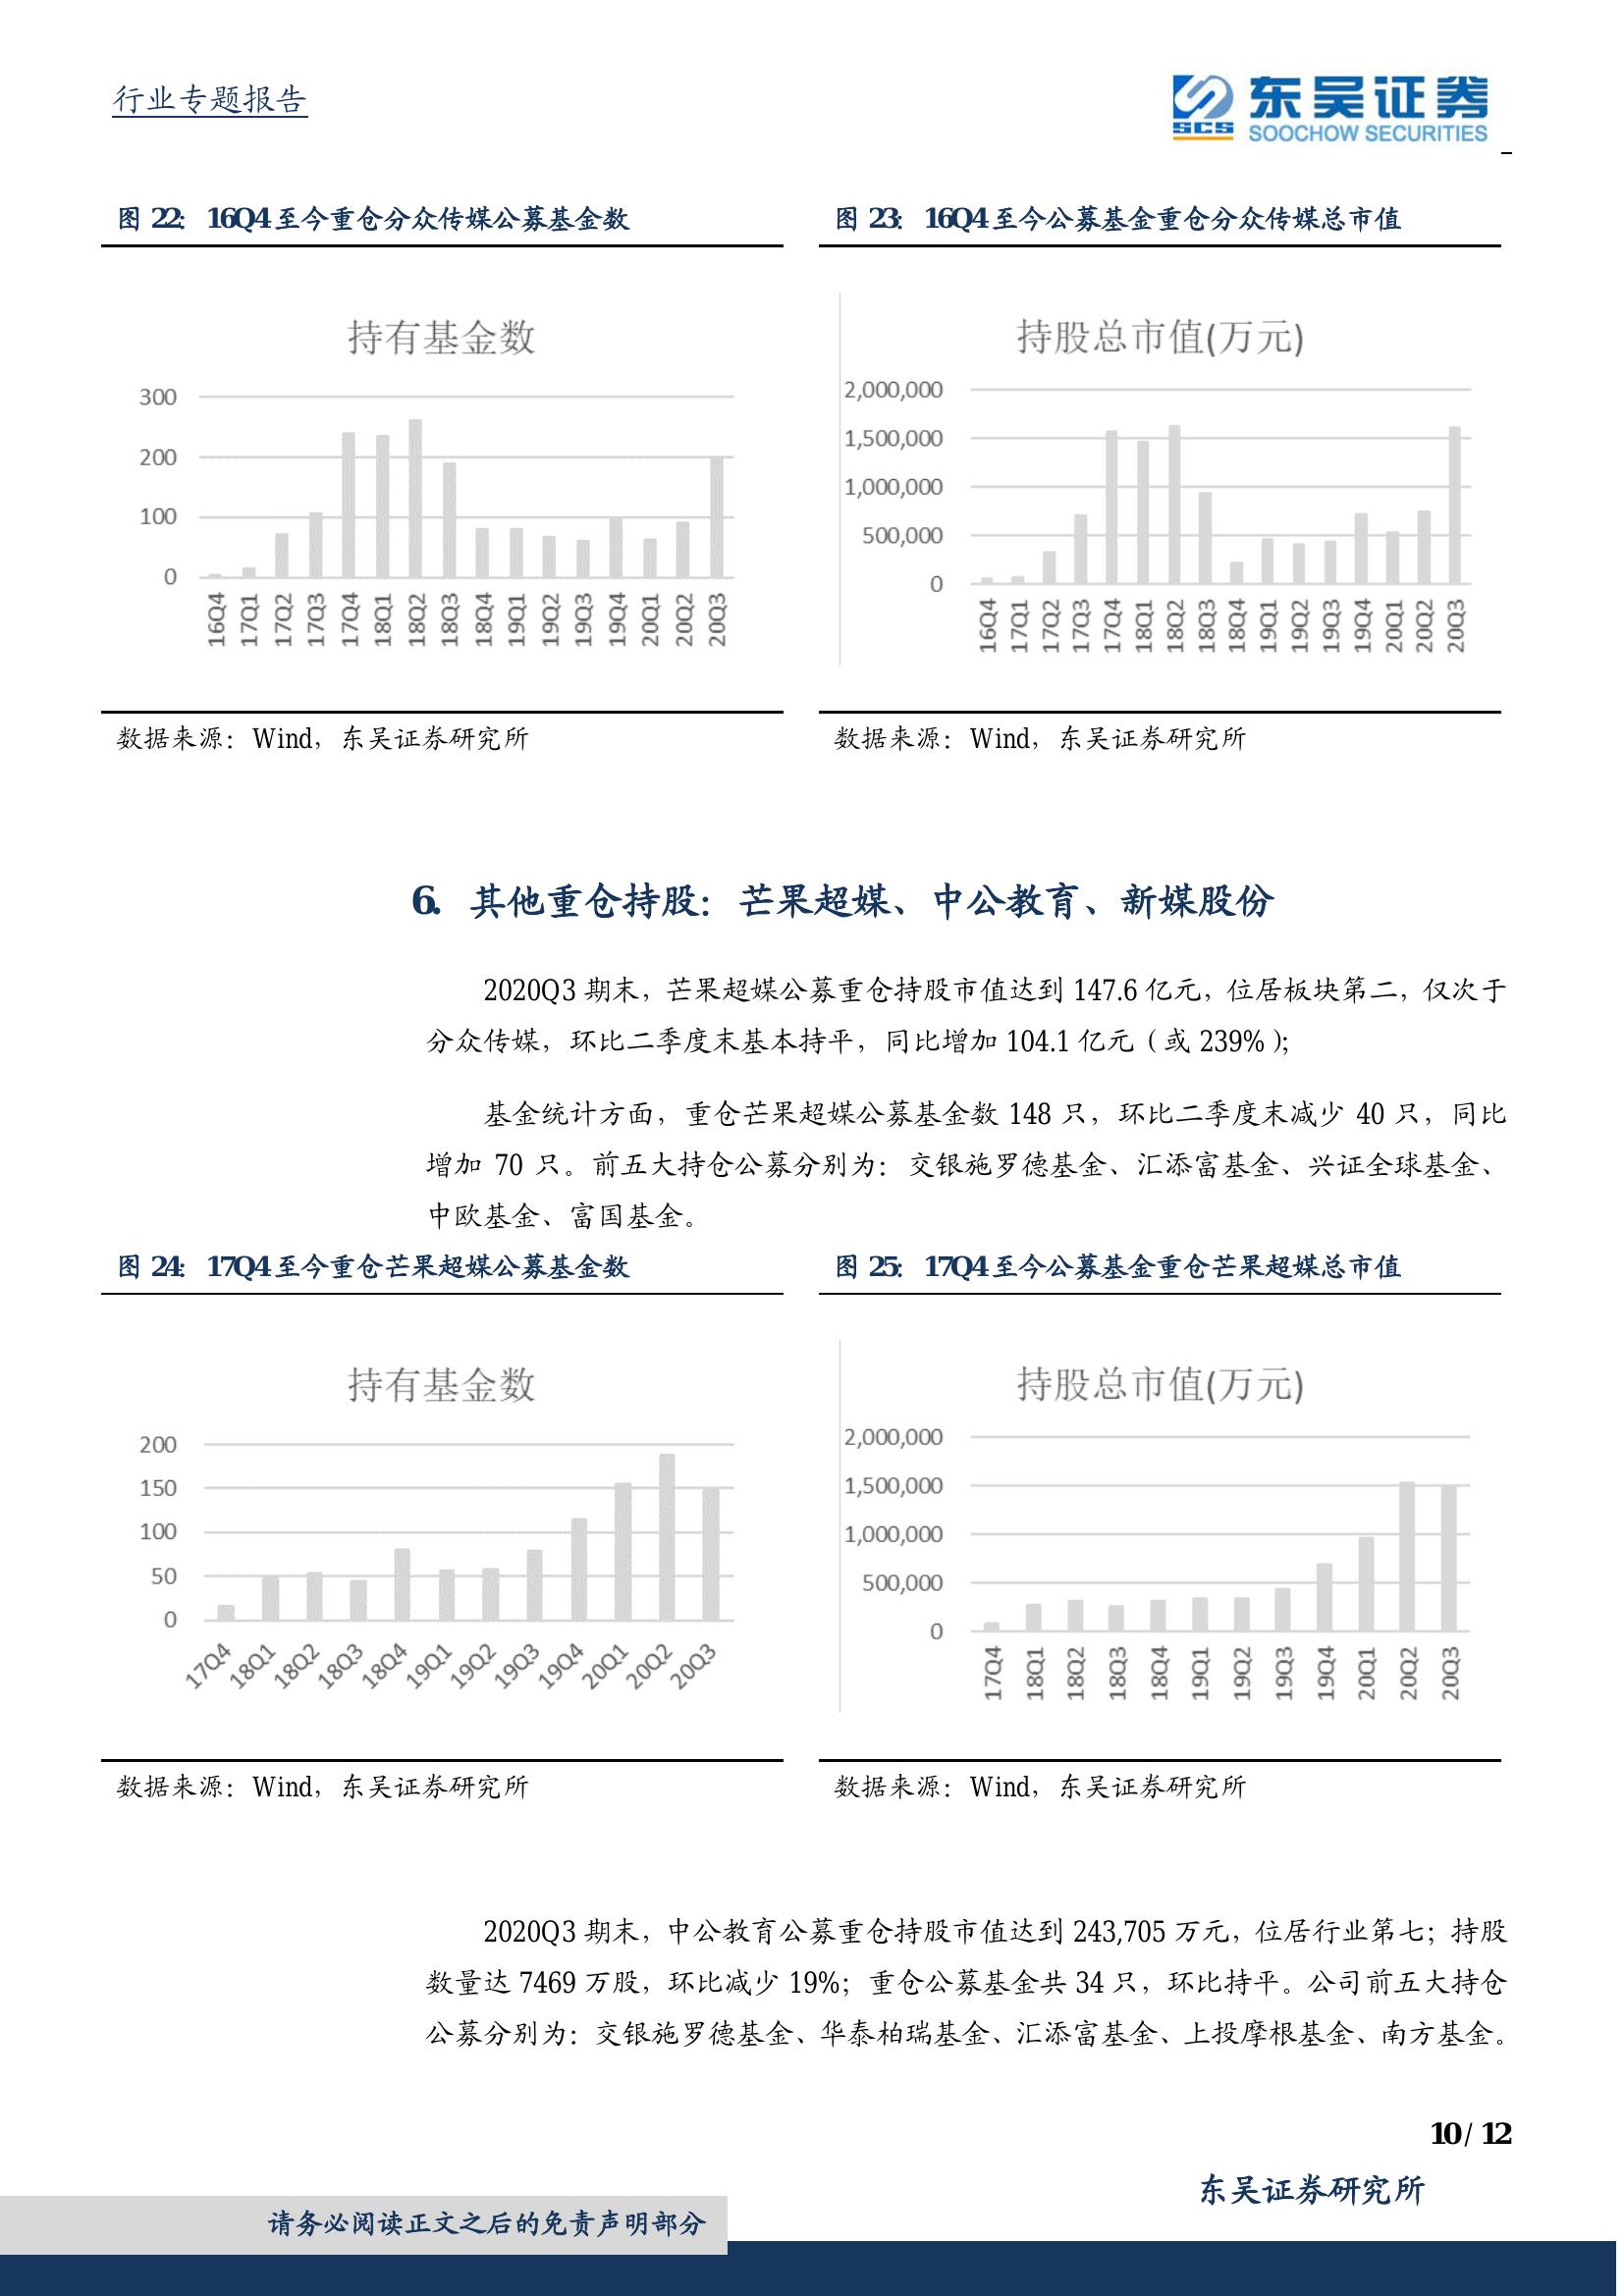 行业专题报告
SCS 东吴证券
SOOCHOW SECURITIES
图 22：16Q4 至今重仓分众传媒公募基金数
图 23：16Q4 至今公募基金重仓分众传媒总市值
持有基金数
300
200
100
0
16Q4 17Q1 17Q2 17Q3 17Q4 18Q1 18Q2 18Q3 18Q4 19Q1 19Q2 19Q3 19Q4 20Q1 20Q2 20Q3
持股总市值(万元)
2,000,000
1,500,000
1,000,000
500,000
0
16Q4 17Q1 17Q2 17Q3 17Q4 18Q1 18Q2 18Q3 18Q4 19Q1 19Q2 19Q3 19Q4 20Q1 20Q2 20Q3
数据来源：Wind，东吴证券研究所
数据来源：Wind，东吴证券研究所
6. 其他重仓持股：芒果超媒、中公教育、新媒股份
2020Q3 期末，芒果超媒公募重仓持股市值达到 147.6 亿元，位居板块第二，仅次于
分众传媒，环比二季度末基本持平，同比增加 104.1 亿元（或 239%）；
基金统计方面，重仓芒果超媒公募基金数 148 只，环比二季度末减少 40 只，同比
增加 70 只。前五大持仓公募分别为：交银施罗德基金、汇添富基金、兴证全球基金、
中欧基金、富国基金。
图 24：17Q4 至今重仓芒果超媒公募基金数
图 25：17Q4 至今公募基金重仓芒果超媒总市值
持有基金数
200
150
100
50
0
17Q4 18Q1 18Q2 18Q3 18Q4 19Q1 19Q2 19Q3 19Q4 20Q1 20Q2 20Q3
持股总市值(万元)
2,000,000
1,500,000
1,000,000
500,000
0
17Q4 18Q1 18Q2 18Q3 18Q4 19Q1 19Q2 19Q3 19Q4 20Q1 20Q2 20Q3
数据来源：Wind，东吴证券研究所
数据来源：Wind，东吴证券研究所
2020Q3 期末，中公教育公募重仓持股市值达到 243,705 万元，位居行业第七；持股
数量达 7469 万股，环比减少 19%；重仓公募基金共 34 只，环比持平。公司前五大持仓
公募分别为：交银施罗德基金、华泰柏瑞基金、汇添富基金、上投摩根基金、南方基金。
10 / 12
东吴证券研究所
请务必阅读正文之后的免责声明部分